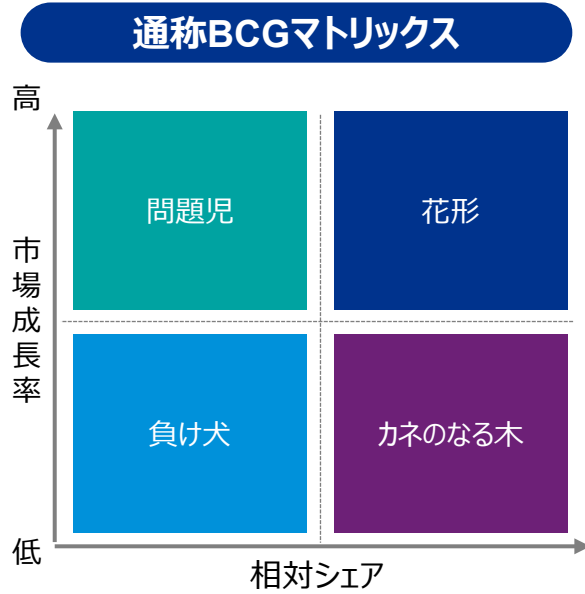 通称BCGマトリックス
高
問題児
花形
市場成長率
負け犬
カネのなる木
低
相対シェア